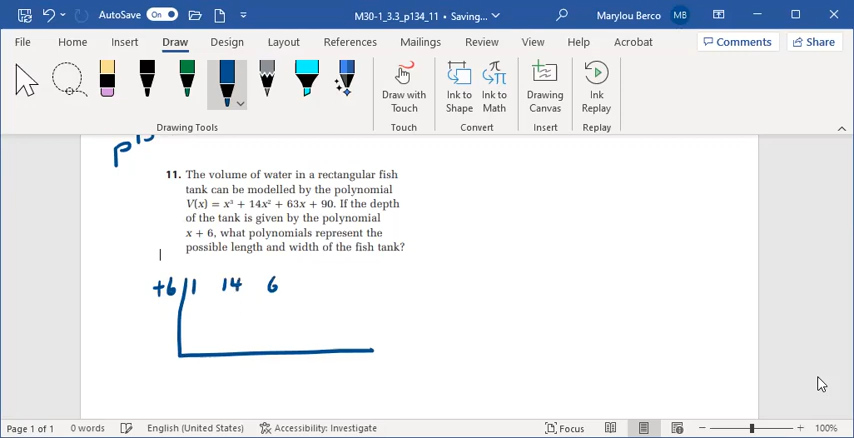 AutoSave On M30-1_3.3_p134_11 • Saving... Marylou Berco MB
File Home Insert Draw Design Layout References Mailings Review View Help Acrobat Comments Share
Draw with Touch Ink to Shape Ink to Math Drawing Canvas Ink Replay
Drawing Tools Touch Convert Insert Replay
11. The volume of water in a rectangular fish
tank can be modelled by the polynomial
V(x) = x³ + 14x² + 63x + 90. If the depth
of the tank is given by the polynomial
x + 6, what polynomials represent the
possible length and width of the fish tank?
+6 1 14 6
Page 1 of 1 0 words English (United States) Accessibility: Investigate Focus 100%